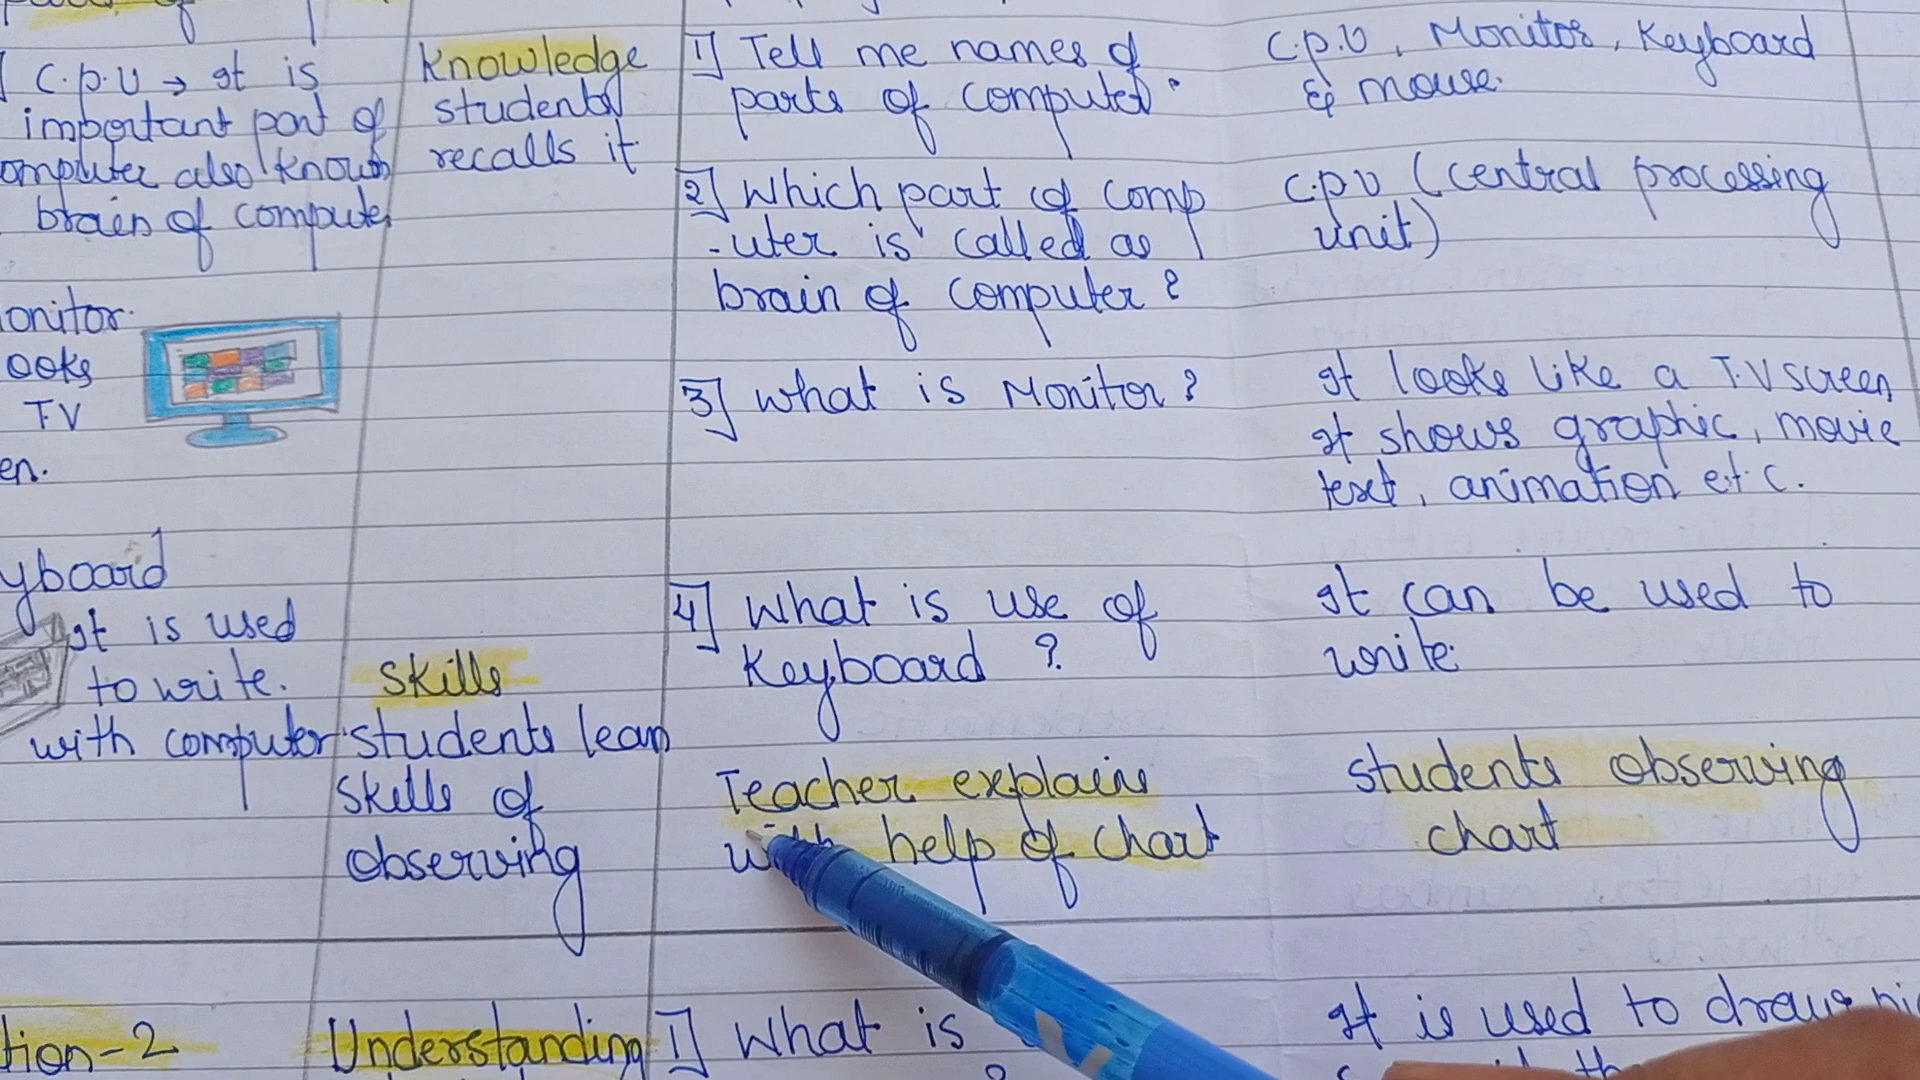 C.P.U → It is
important part of
computer also known
brain of computer
onitor.
ooks
T.V
en.
yboard
It is used
to write.
with computer.
tion-2
Knowledge
students
recalls it
Skills
students lean
skills of
observing
Understanding
1] Tell me names of
parts of computer.
2] Which part of comp
-uter is called as
brain of computer?
3] What is Monitor?
4] What is use of
Keyboard ?
Teacher explain
with help of chart
1] What is
?
C.P.U, Monitor, Keyboard
& mouse.
C.P.U (central processing
unit)
It looks like a T.V screen
It shows graphic, movie
text, animation etc.
It can be used to
write.
students observing
chart
It is used to draw